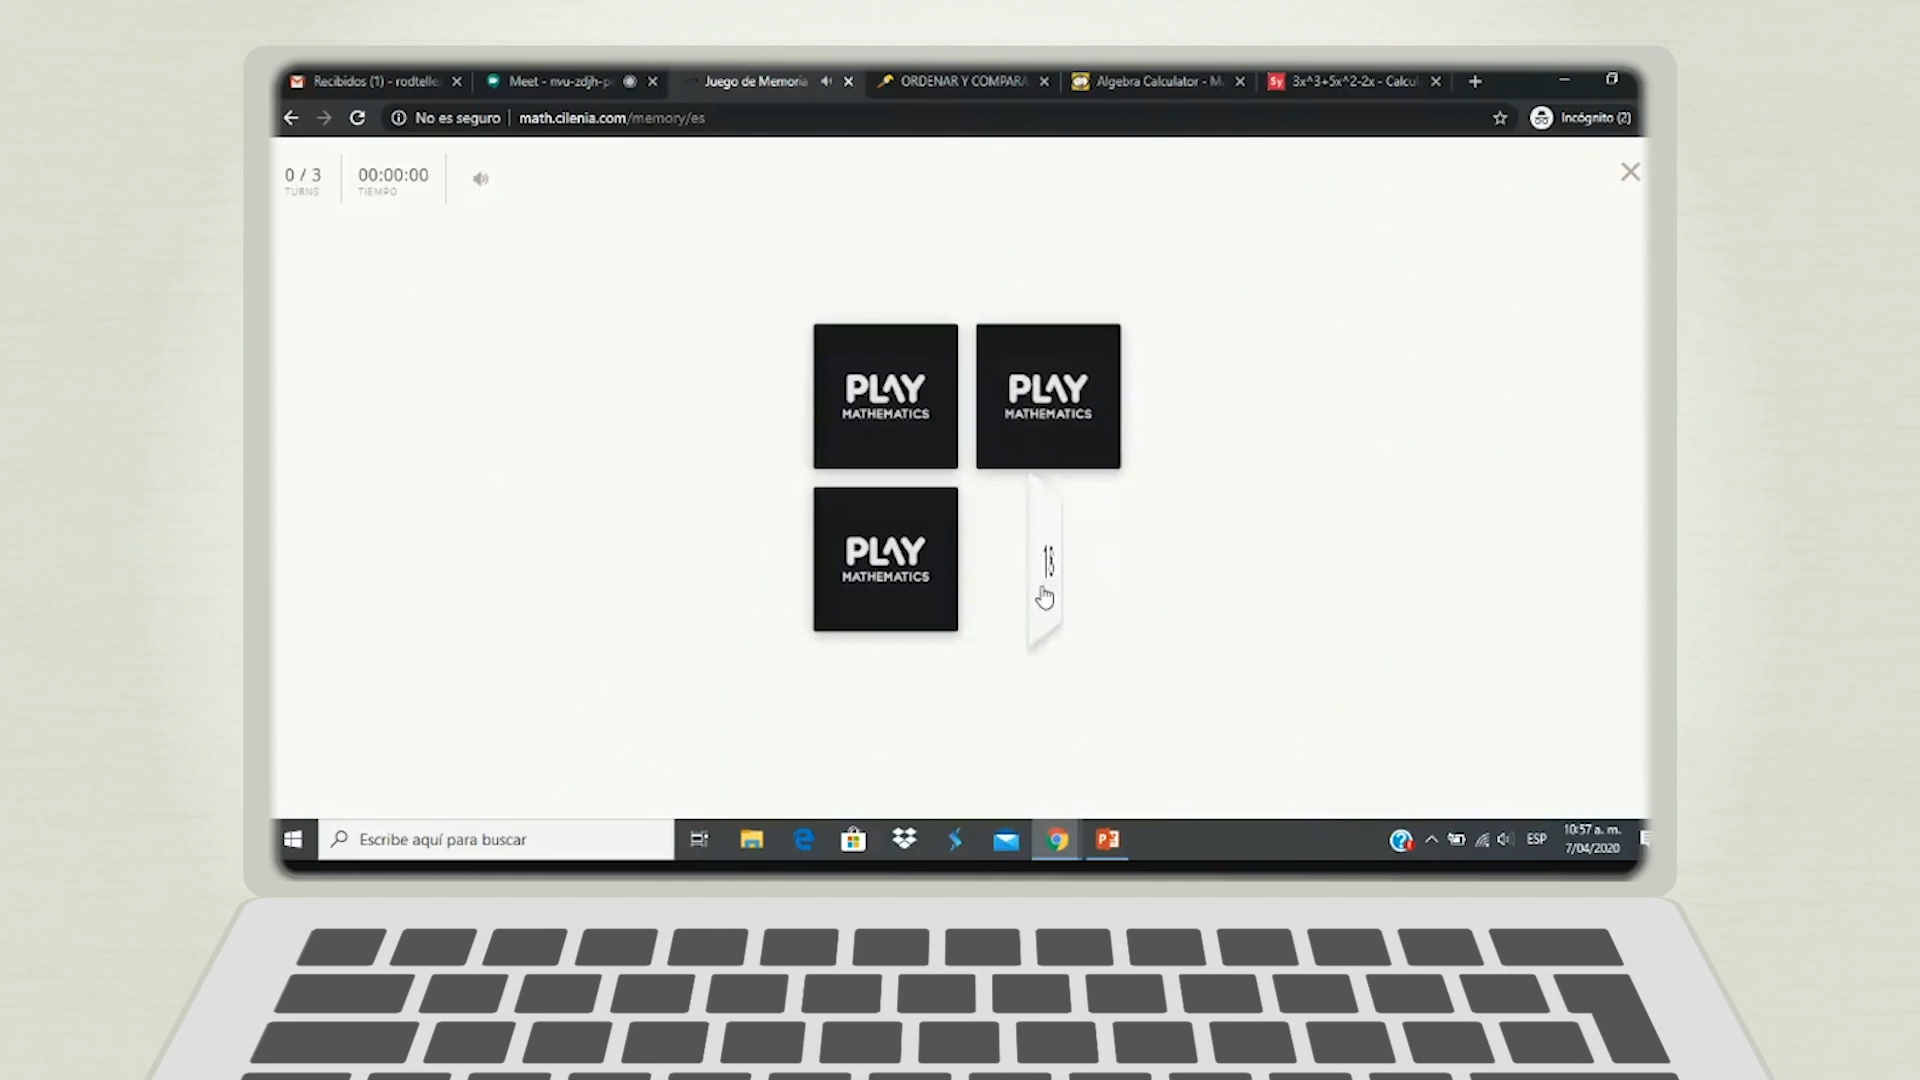 Recibidos (1) - rodtelle
Meet - nvu-zdjh-p
Juego de Memoria
ORDENAR Y COMPARA
Algebra Calculator - M
Sy 3x^3+5x^2-2x - Calcul
No es seguro | math.cilenia.com/memory/es
Incógnito (2)
0 / 3
TURNS
00:00:00
TIEMPO
PLAY
MATHEMATICS
PLAY
MATHEMATICS
PLAY
MATHEMATICS
18
Escribe aquí para buscar
ESP
10:57 a. m.
7/04/2020